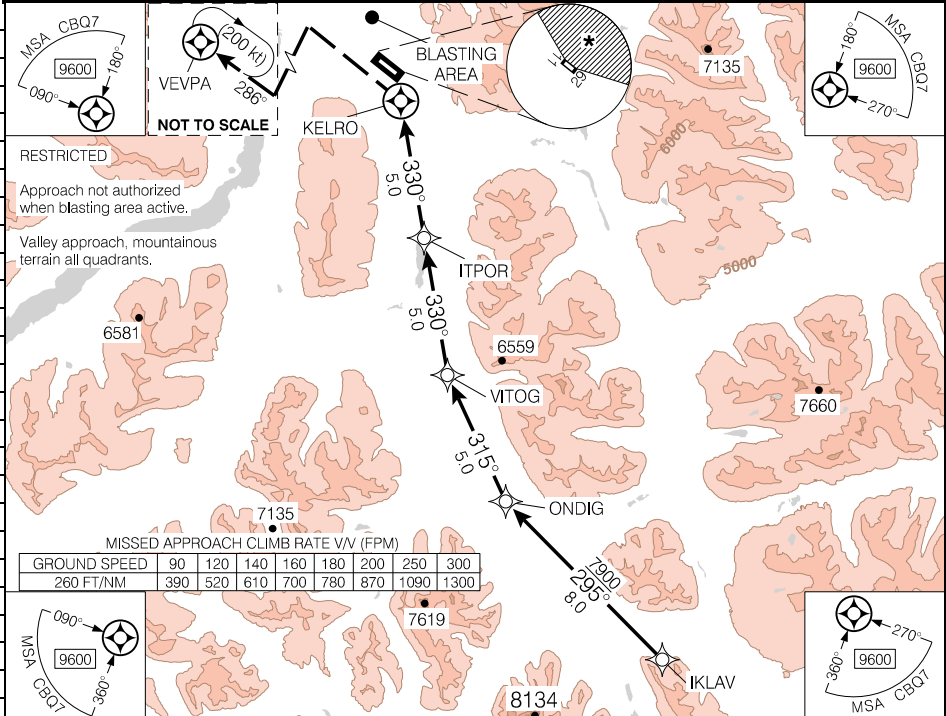 MSA CBQ7
9600
180°
090°
VEVPA
(200 kt)
286°
NOT TO SCALE
BLASTING
AREA
*
11
29
KELRO
7135
6000
5000
MSA CBQ7
9600
180°
270°
RESTRICTED
Approach not authorized
when blasting area active.
Valley approach, mountainous
terrain all quadrants.
330°
5.0
ITPOR
330°
5.0
6581
6559
VITOG
7660
315°
5.0
ONDIG
7135
MISSED APPROACH CLIMB RATE V/V (FPM)
GROUND SPEED 90 120 140 160 180 200 250 300
260 FT/NM 390 520 610 700 780 870 1090 1300
7900
295°
8.0
7619
IKLAV
8134
090°
MSA CBQ7
9600
360°
270°
360°
9600
MSA CBQ7